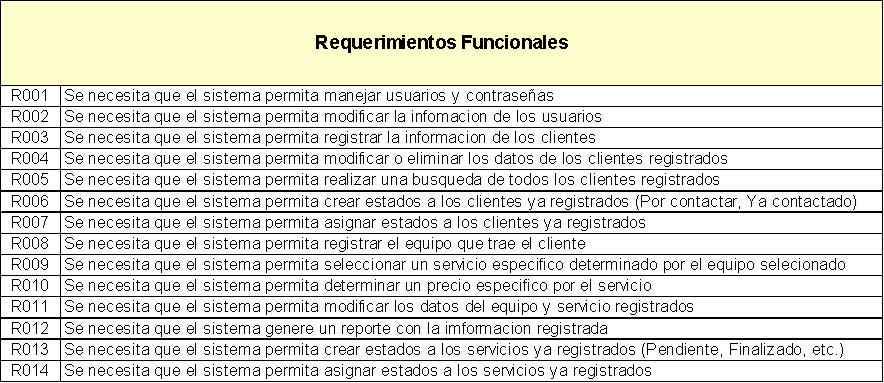 Requerimientos Funcionales
R001 Se necesita que el sistema permita manejar usuarios y contraseñas
R002 Se necesita que el sistema permita modificar la infomacion de los usuarios
R003 Se necesita que el sistema permita registrar la informacion de los clientes
R004 Se necesita que el sistema permita modificar o eliminar los datos de los clientes registrados
R005 Se necesita que el sistema permita realizar una busqueda de todos los clientes registrados
R006 Se necesita que el sistema permita crear estados a los clientes ya registrados (Por contactar, Ya contactado)
R007 Se necesita que el sistema permita asignar estados a los clientes ya registrados
R008 Se necesita que el sistema permita registrar el equipo que trae el cliente
R009 Se necesita que el sistema permita seleccionar un servicio especifico determinado por el equipo selecionado
R010 Se necesita que el sistema permita determinar un precio especifico por el servicio
R011 Se necesita que el sistema permita modificar los datos del equipo y servicio registrados
R012 Se necesita que el sistema genere un reporte con la imformacion registrada
R013 Se necesita que el sistema permita crear estados a los servicios ya registrados (Pendiente, Finalizado, etc.)
R014 Se necesita que el sistema permita asignar estados a los servicios ya registrados